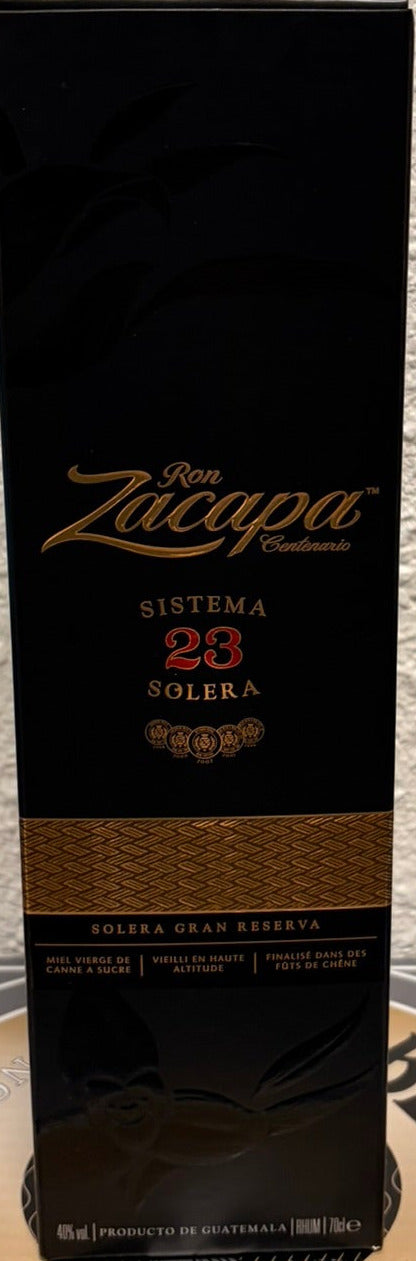 Ron
Zacapa™
Centenario
SISTEMA
23
SOLERA
SOLERA GRAN RESERVA
MIEL VIERGE DE CANNE A SUCRE | VIEILLI EN HAUTE ALTITUDE | FINALISÉ DANS DES FÛTS DE CHÊNE
40% vol. | PRODUCTO DE GUATEMALA | RHUM | 70cl e